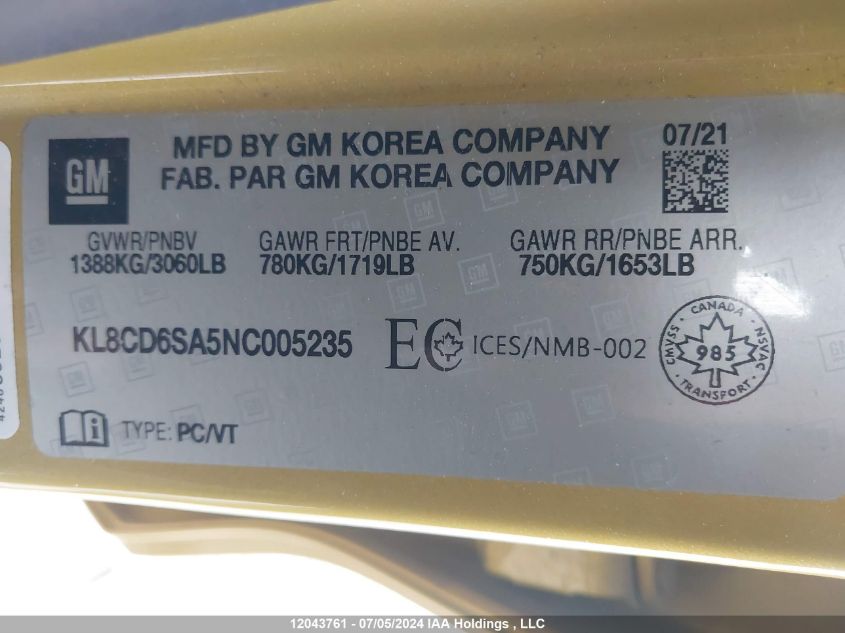 GM
MFD BY GM KOREA COMPANY
FAB. PAR GM KOREA COMPANY
07/21
GVWR/PNBV
1388KG/3060LB
GAWR FRT/PNBE AV.
780KG/1719LB
GAWR RR/PNBE ARR.
750KG/1653LB
KL8CD6SA5NC005235
EC ICES/NMB-002
CANADA
CMVSS
985
NSVAC
TRANSPORT
TYPE: PC/VT
12043761 - 07/05/2024 IAA Holdings , LLC